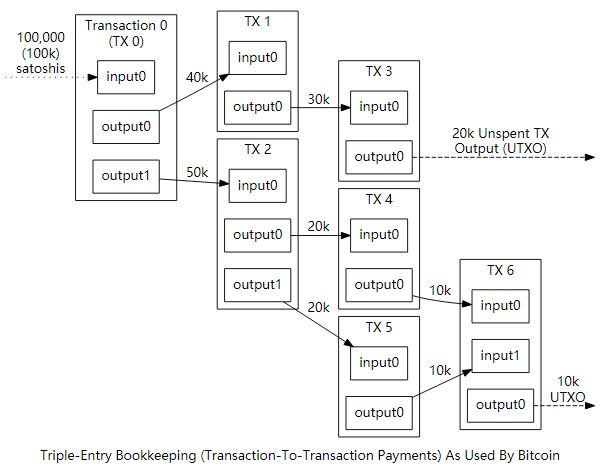 100,000
(100k)
satoshis
Transaction 0
(TX 0)
input0
output0
output1
40k
50k
TX 1
input0
output0
30k
TX 2
input0
output0
output1
20k
20k
TX 3
input0
output0
20k Unspent TX
Output (UTXO)
TX 4
input0
output0
10k
TX 5
input0
output0
10k
TX 6
input0
input1
output0
10k
UTXO
Triple-Entry Bookkeeping (Transaction-To-Transaction Payments) As Used By Bitcoin